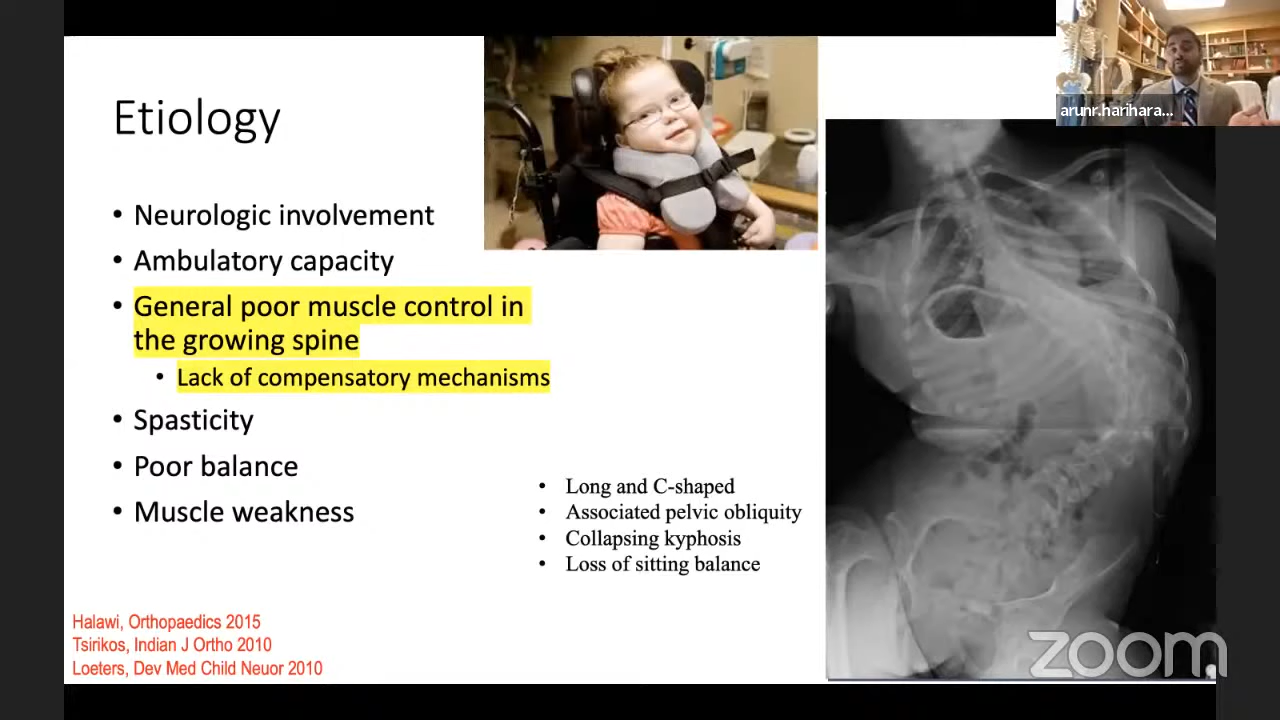 arunr.harihara...
Etiology
• Neurologic involvement
• Ambulatory capacity
• General poor muscle control in
the growing spine
• Lack of compensatory mechanisms
• Spasticity
• Poor balance
• Muscle weakness
• Long and C-shaped
• Associated pelvic obliquity
• Collapsing kyphosis
• Loss of sitting balance
Halawi, Orthopaedics 2015
Tsirikos, Indian J Ortho 2010
Loeters, Dev Med Child Neuor 2010
zoom